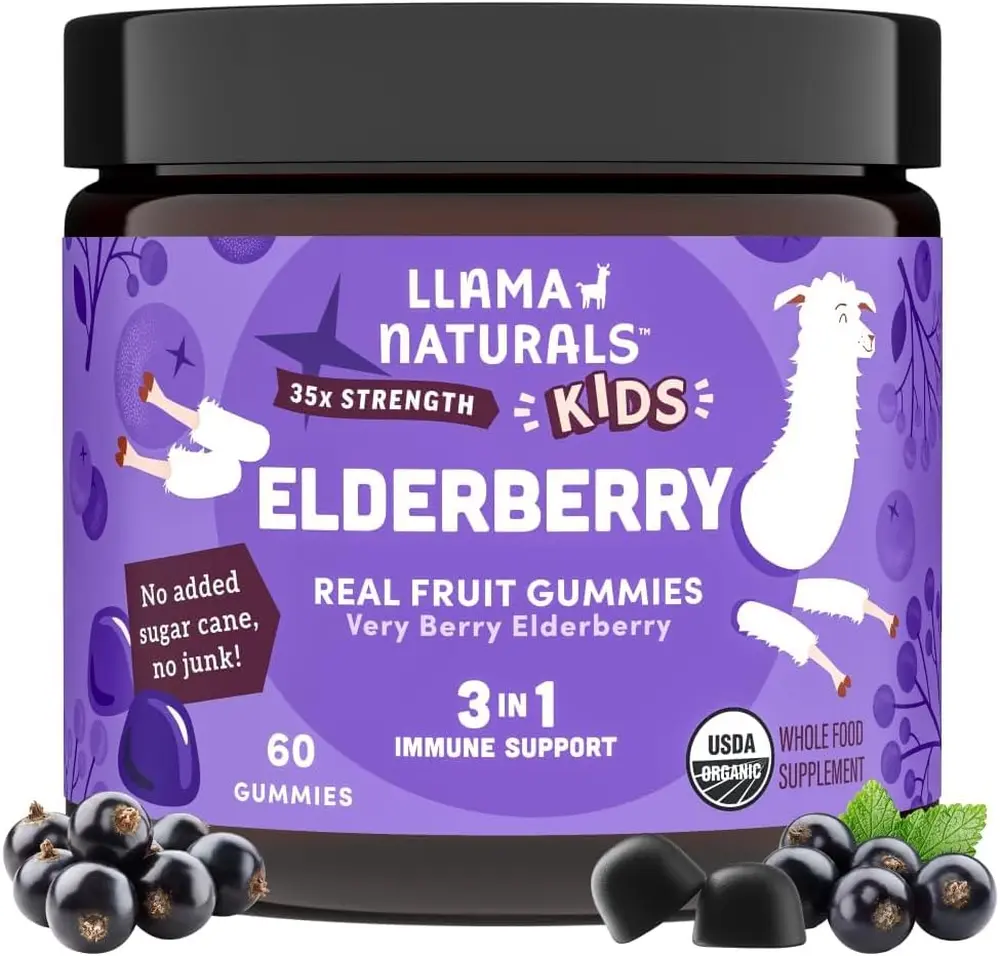 LLAMA
NATURALS™
35x STRENGTH
KIDS
ELDERBERRY
REAL FRUIT GUMMIES
Very Berry Elderberry
No added
sugar cane,
no junk!
3 IN 1
IMMUNE SUPPORT
60
GUMMIES
USDA
ORGANIC
WHOLE FOOD
SUPPLEMENT